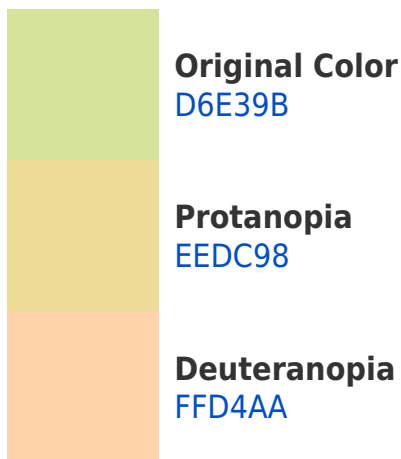 Original Color
D6E39B
Protanopia
EEDC98
Deuteranopia
FFD4AA